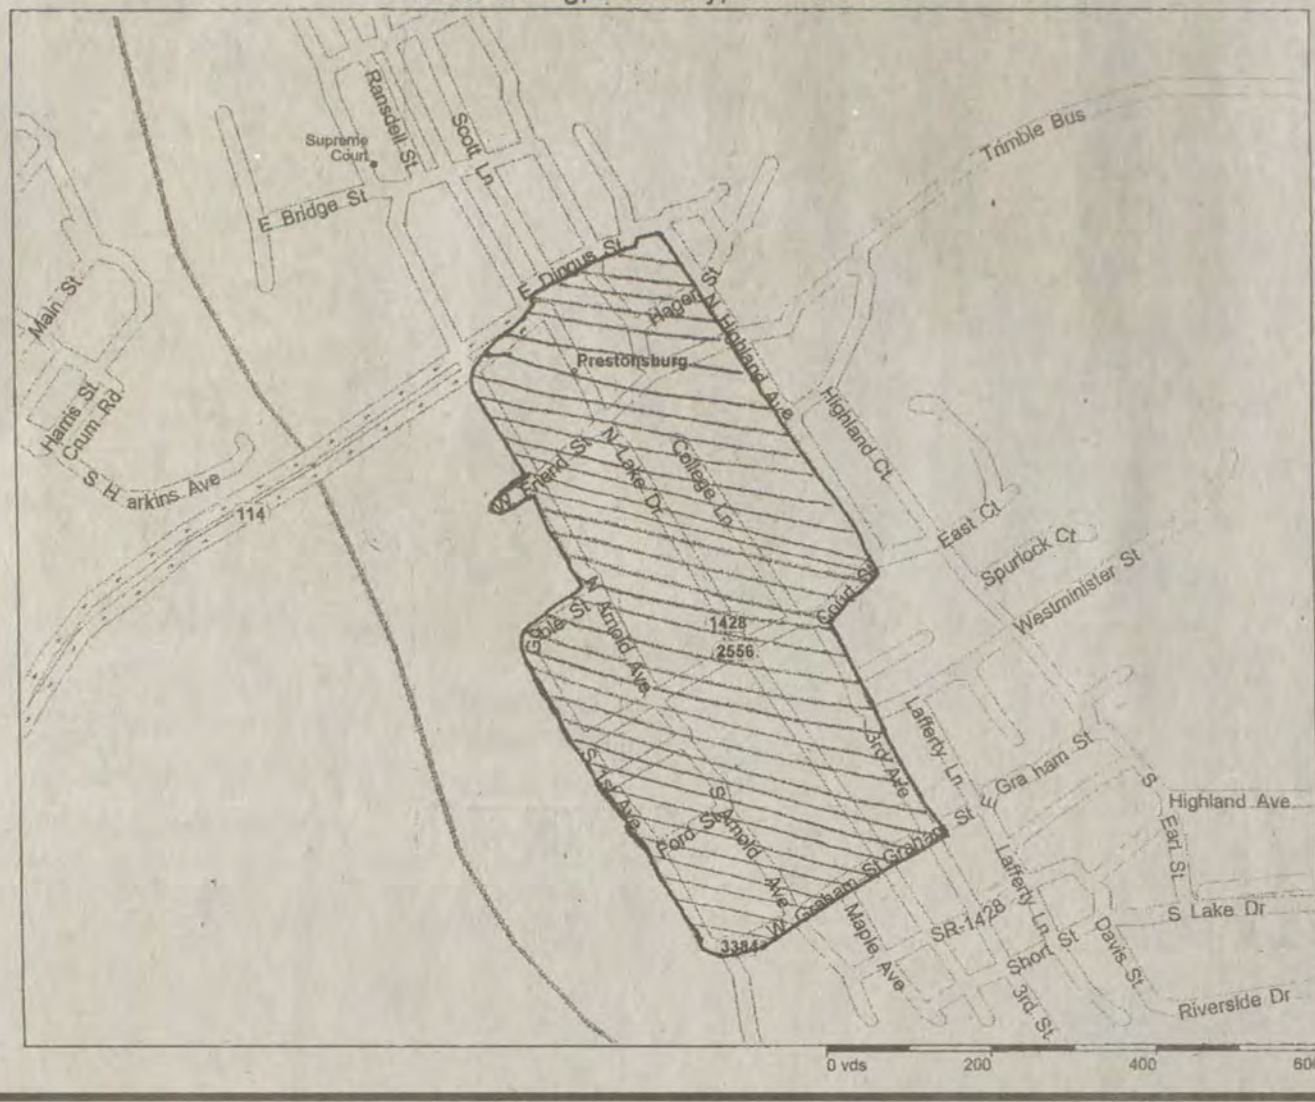 Ransdell St.
Scott Ln
Supreme
Court
Trimble Bus
E Bridge St
E Dingus St
Main St
Hagen St
N Highland Ave
Prestonsburg
Harris St
Crum Rd
Highland Ct
S Harkins Ave
W Friend St
N Lake Dr
College Ln
114
East Ct
Spurlock Ct
Westminister St
Court St
Goble St
N Arnold Ave
1428
2556
Lafferty Ln
3rd Ave
S 1st Ave
E Graham St
S Arnold Ave
Ford St
Highland Ave
S Earl St
W Graham St
Graham St
Lafferty Ln
Maple Ave
SR-1428
S Lake Dr
3384
Short St
Davis St
3rd St
Riverside Dr
0 yds
200
400
600